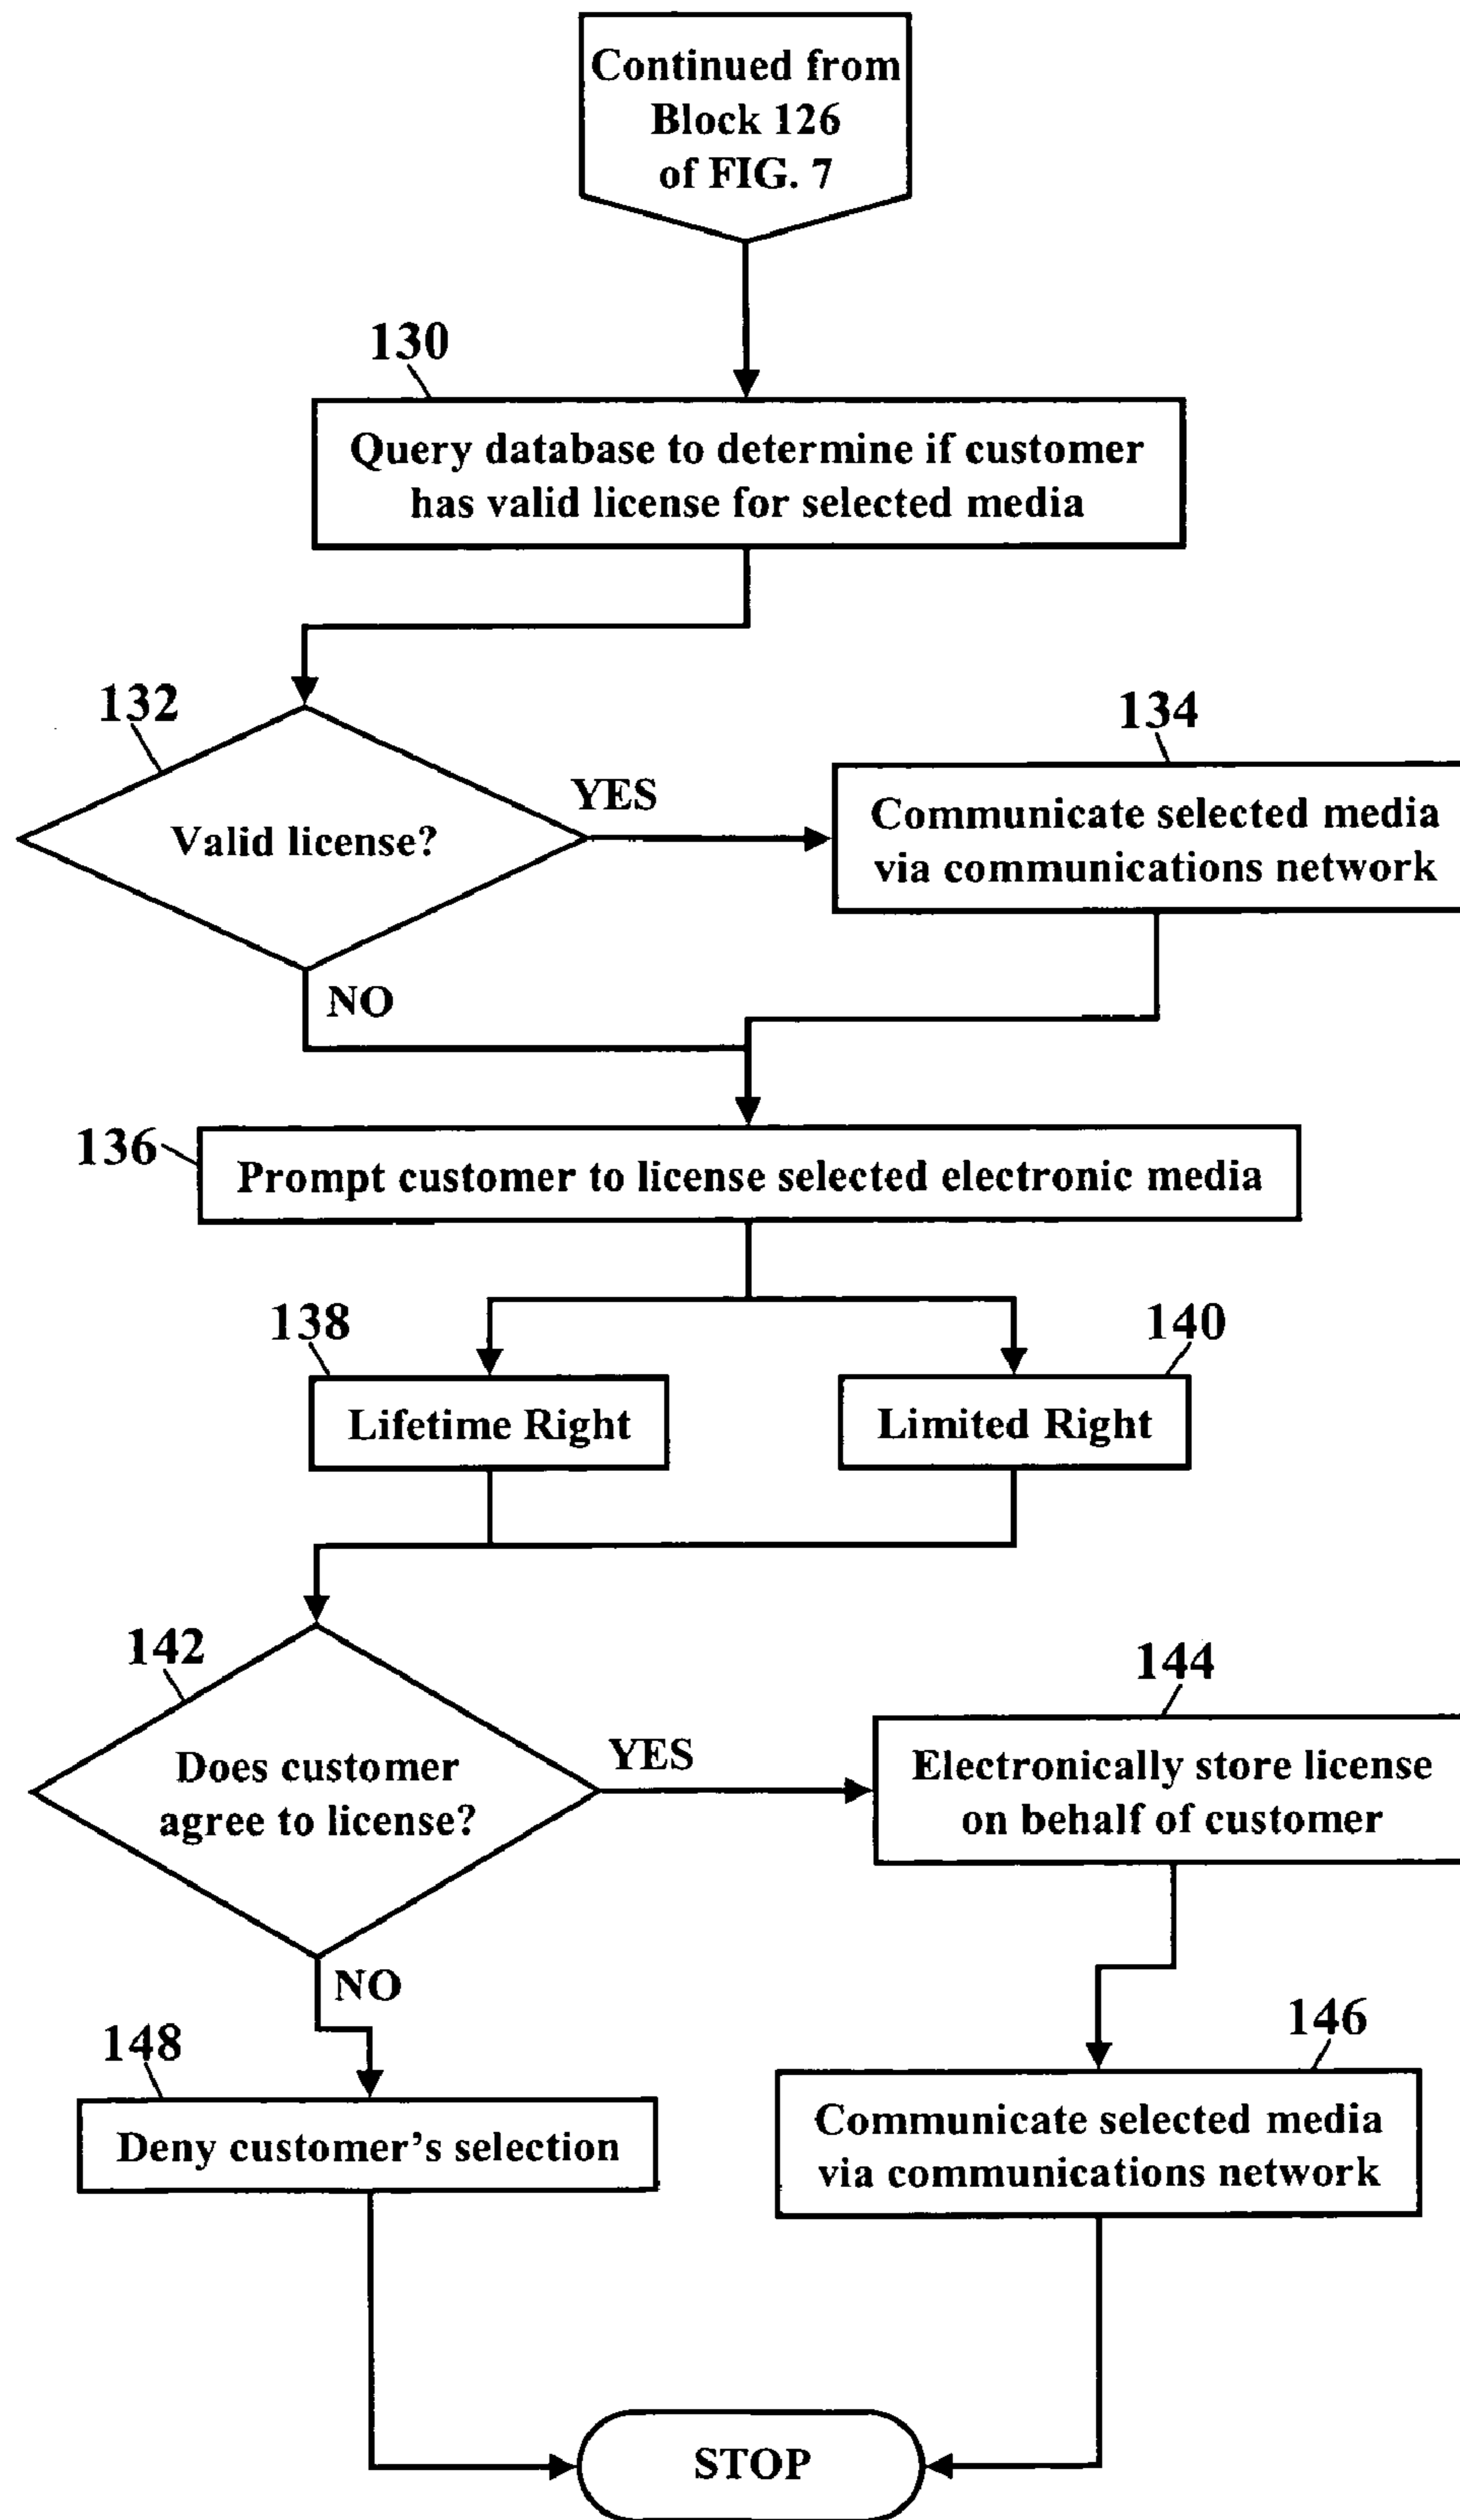 Continued from
Block 126
of FIG. 7
130
Query database to determine if customer
has valid license for selected media
132
Valid license?
YES
NO
134
Communicate selected media
via communications network
136
Prompt customer to license selected electronic media
138
Lifetime Right
140
Limited Right
142
Does customer
agree to license?
YES
NO
144
Electronically store license
on behalf of customer
146
Communicate selected media
via communications network
148
Deny customer's selection
STOP